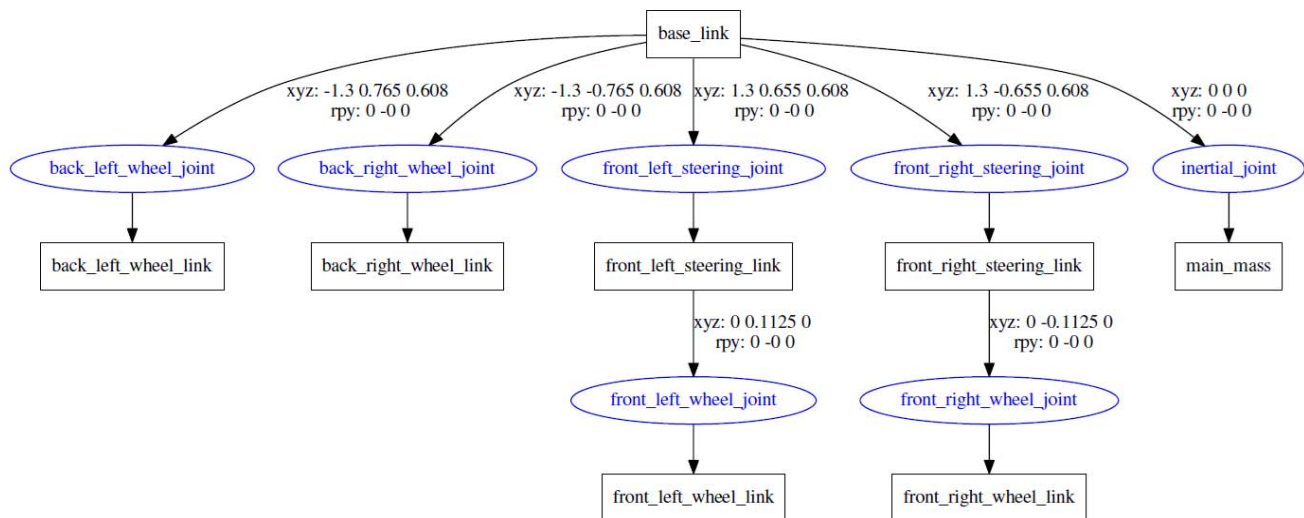 base_link
xyz: -1.3 0.765 0.608
rpy: 0 -0 0
xyz: -1.3 -0.765 0.608
rpy: 0 -0 0
xyz: 1.3 0.655 0.608
rpy: 0 -0 0
xyz: 1.3 -0.655 0.608
rpy: 0 -0 0
xyz: 0 0 0
rpy: 0 -0 0
back_left_wheel_joint
back_right_wheel_joint
front_left_steering_joint
front_right_steering_joint
inertial_joint
back_left_wheel_link
back_right_wheel_link
front_left_steering_link
front_right_steering_link
main_mass
xyz: 0 0.1125 0
rpy: 0 -0 0
xyz: 0 -0.1125 0
rpy: 0 -0 0
front_left_wheel_joint
front_right_wheel_joint
front_left_wheel_link
front_right_wheel_link